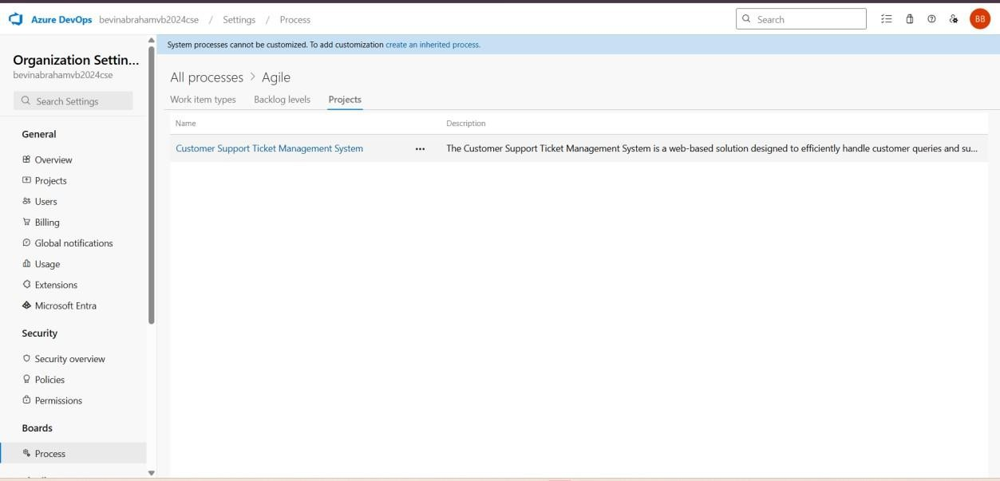 Azure DevOps bevinabrahamvb2024cse / Settings / Process Search BB
System processes cannot be customized. To add customization create an inherited process.
Organization Settin...
bevinabrahamvb2024cse
Search Settings
General
Overview
Projects
Users
Billing
Global notifications
Usage
Extensions
Microsoft Entra
Security
Security overview
Policies
Permissions
Boards
Process
All processes > Agile
Work item types Backlog levels Projects
Name Description
Customer Support Ticket Management System ... The Customer Support Ticket Management System is a web-based solution designed to efficiently handle customer queries and su...